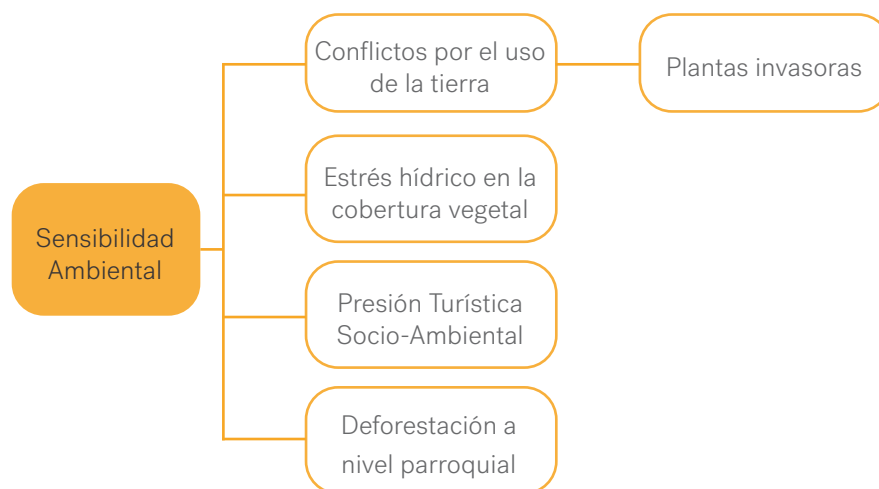 Sensibilidad
Ambiental
Conflictos por el uso
de la tierra
Plantas invasoras
Estrés hídrico en la
cobertura vegetal
Presión Turística
Socio-Ambiental
Deforestación a
nivel parroquial